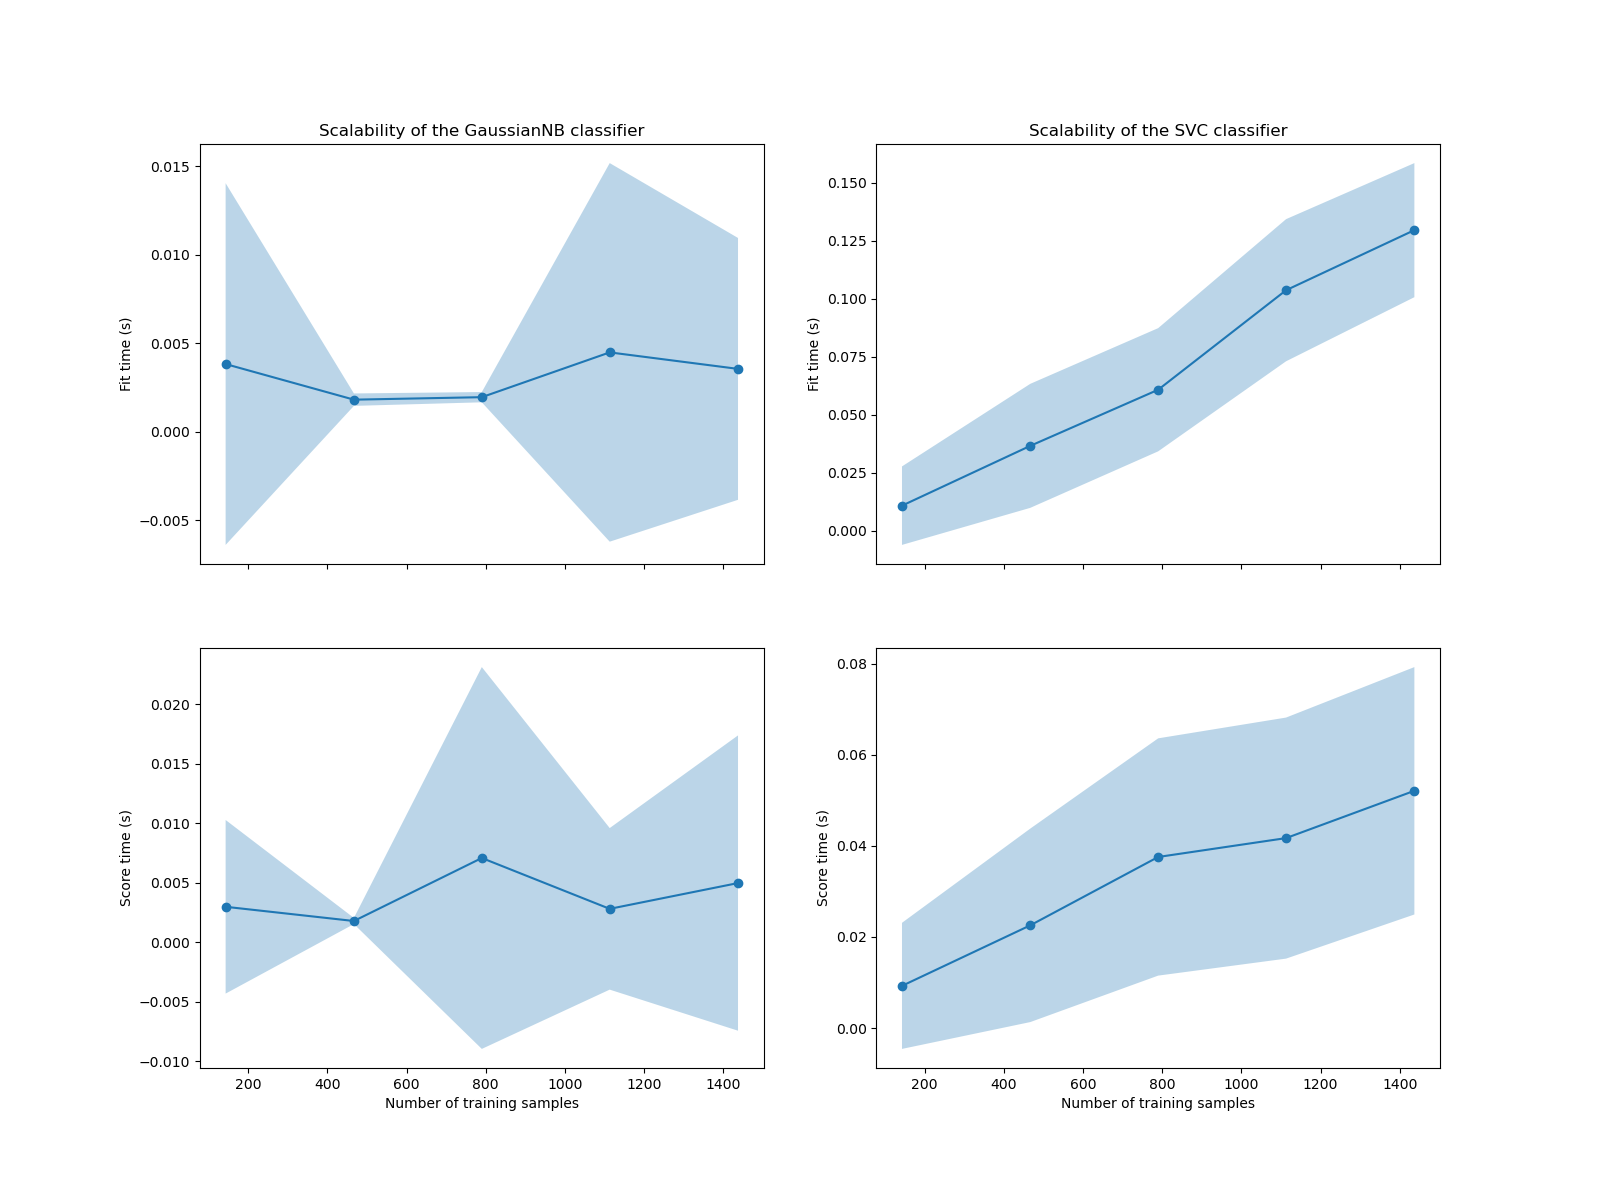 Scalability of the GaussianNB classifier
0.015
0.010
0.005
0.000
−0.005
Fit time (s)
Scalability of the SVC classifier
0.150
0.125
0.100
0.075
0.050
0.025
0.000
Fit time (s)
0.020
0.015
0.010
0.005
0.000
−0.005
−0.010
Score time (s)
200 400 600 800 1000 1200 1400
Number of training samples
0.08
0.06
0.04
0.02
0.00
Score time (s)
200 400 600 800 1000 1200 1400
Number of training samples